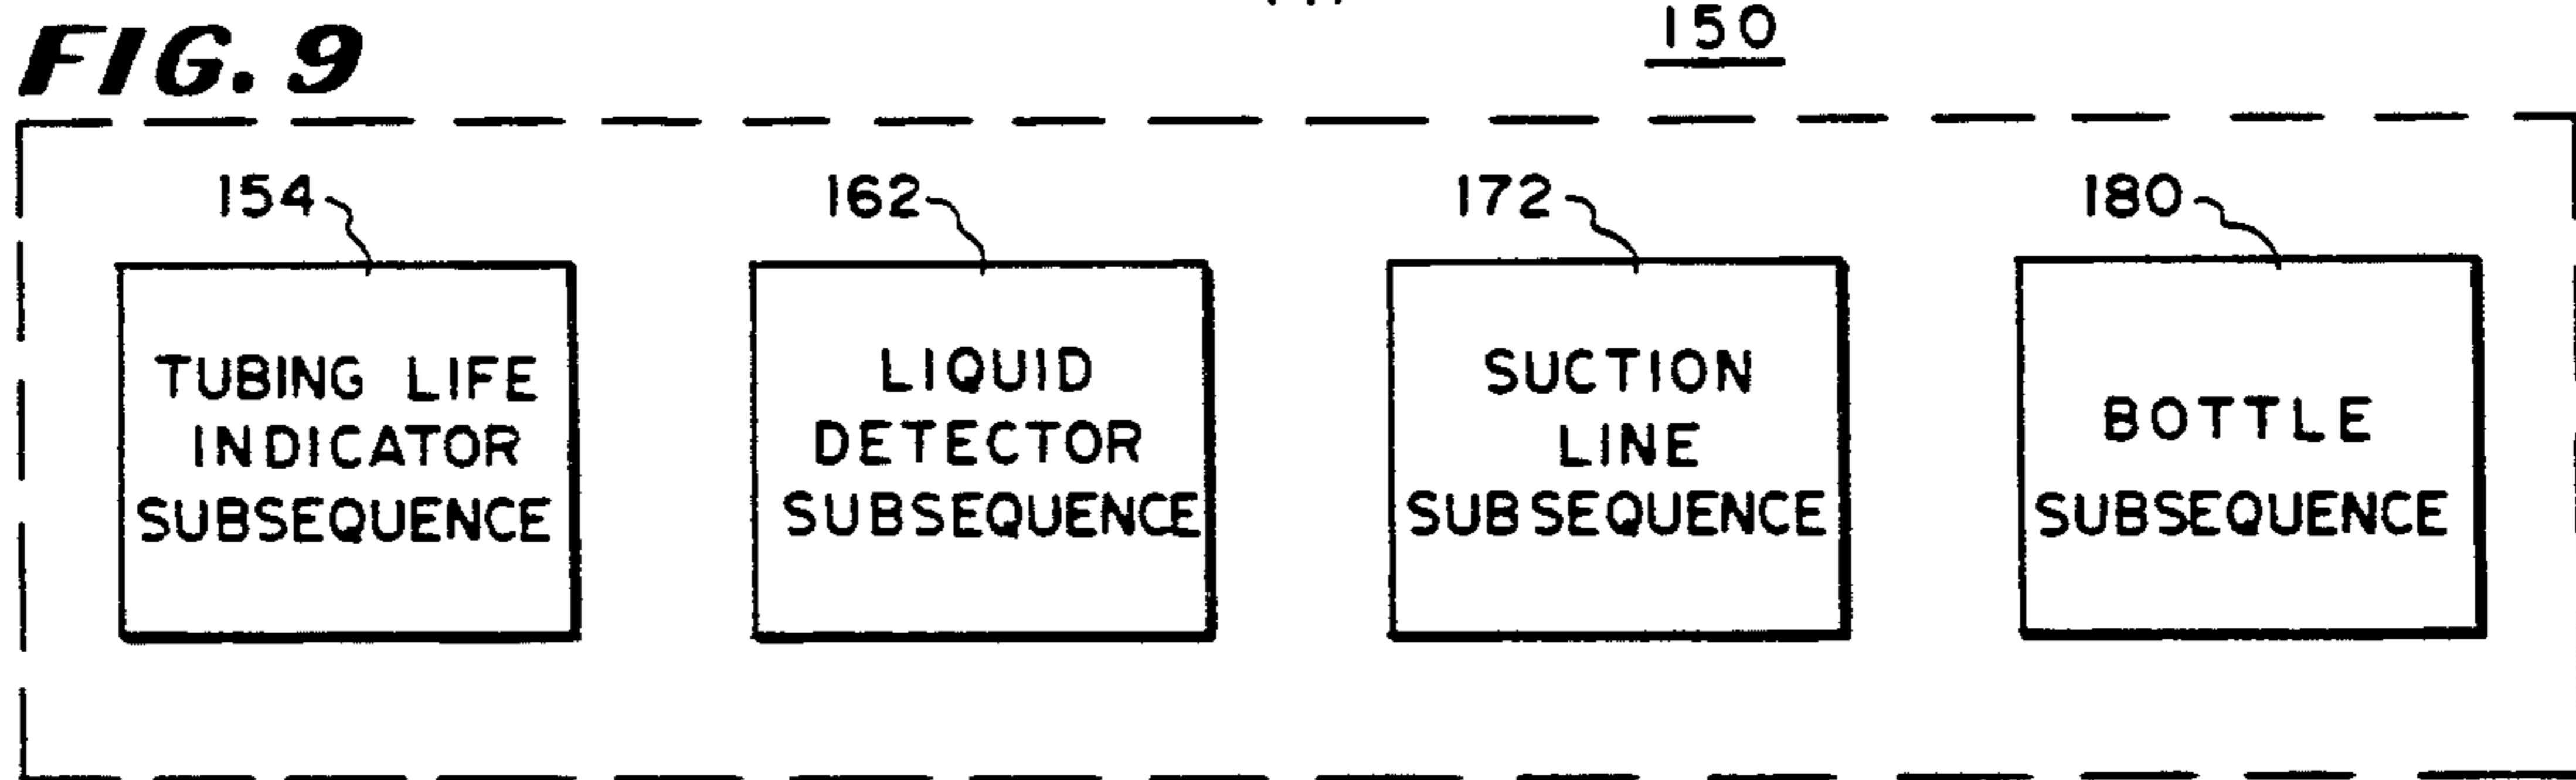 FIG. 9
150
154
162
172
180
TUBING LIFE
INDICATOR
SUBSEQUENCE
LIQUID
DETECTOR
SUBSEQUENCE
SUCTION
LINE
SUBSEQUENCE
BOTTLE
SUBSEQUENCE